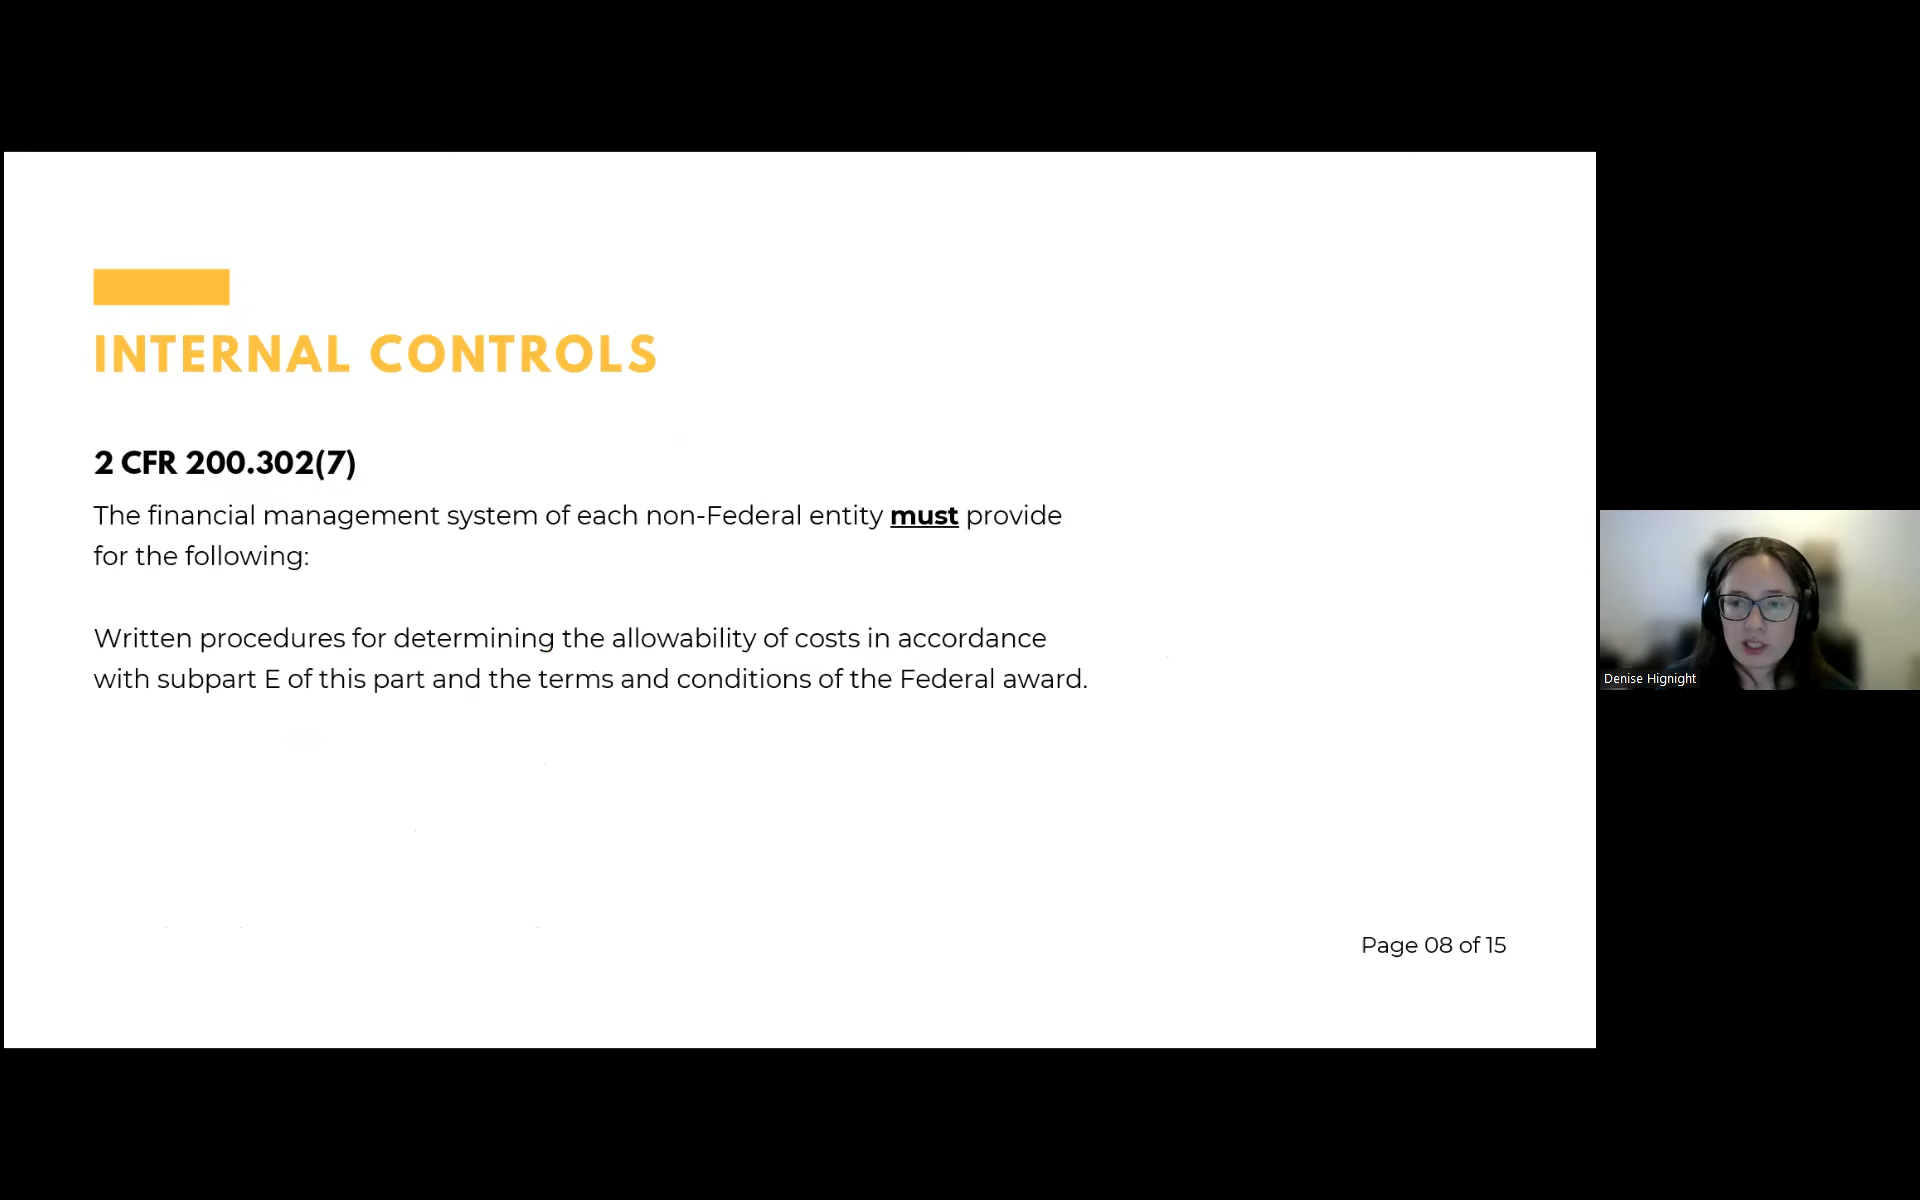 INTERNAL CONTROLS
2 CFR 200.302(7)
The financial management system of each non-Federal entity must provide
for the following:
Written procedures for determining the allowability of costs in accordance
with subpart E of this part and the terms and conditions of the Federal award.
Page 08 of 15
Denise Hignight